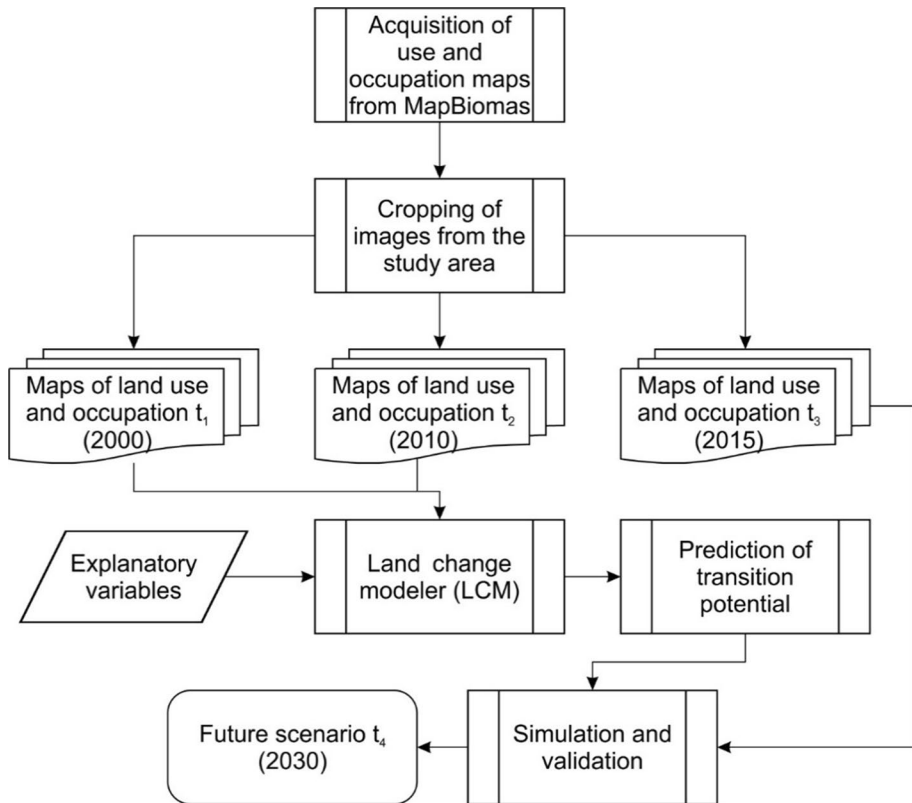 Acquisition of
use and
occupation maps
from MapBiomas
Cropping of
images from the
study area
Maps of land use
and occupation t₁
(2000)
Maps of land use
and occupation t₂
(2010)
Maps of land use
and occupation t₃
(2015)
Explanatory
variables
Land change
modeler (LCM)
Prediction of
transition
potential
Future scenario t₄
(2030)
Simulation and
validation